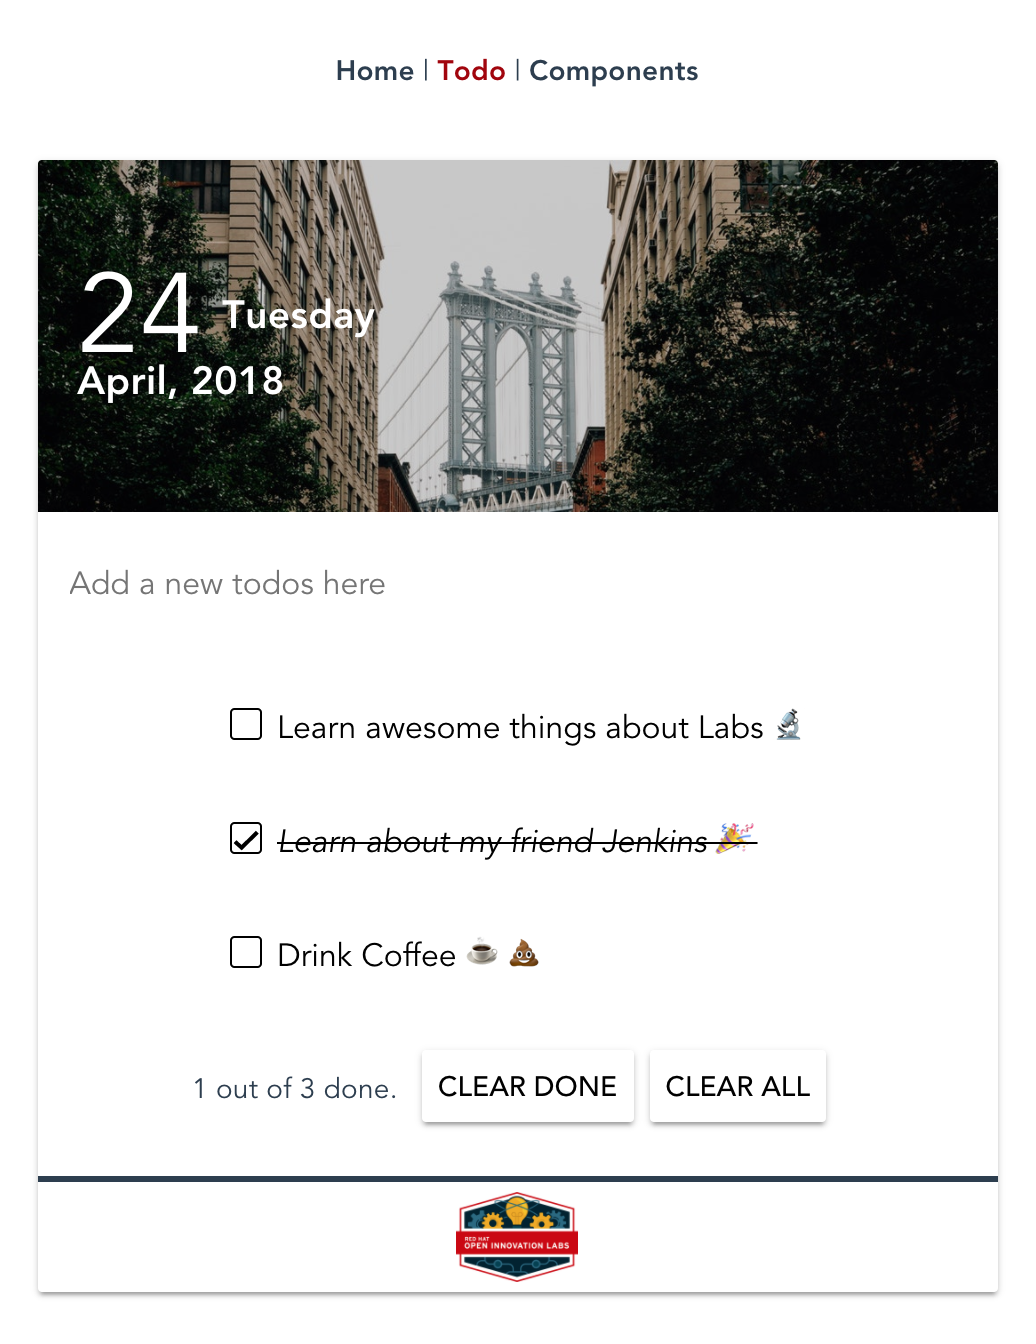 Home | Todo | Components
24 Tuesday
April, 2018
Add a new todos here
Learn awesome things about Labs 🔬
Learn about my friend Jenkins 🎉
Drink Coffee ☕ 💩
1 out of 3 done. CLEAR DONE CLEAR ALL
RED HAT
OPEN INNOVATION LABS